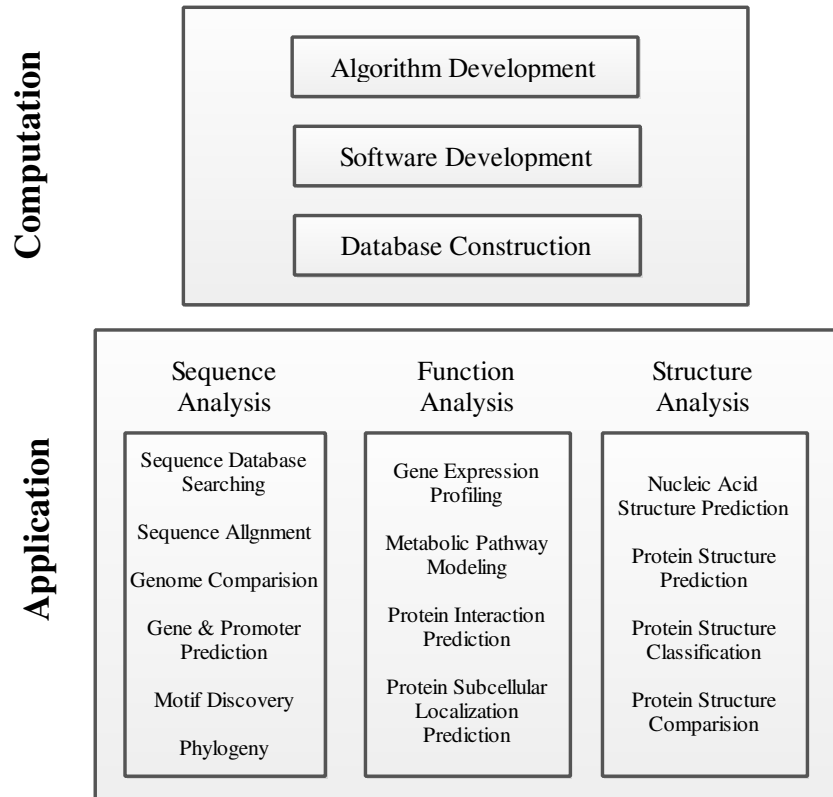 Computation
Algorithm Development
Software Development
Database Construction
Application
Sequence
Analysis
Sequence Database
Searching
Sequence Allgnment
Genome Comparision
Gene & Promoter
Prediction
Motif Discovery
Phylogeny
Function
Analysis
Gene Expression
Profiling
Metabolic Pathway
Modeling
Protein Interaction
Prediction
Protein Subcellular
Localization
Prediction
Structure
Analysis
Nucleic Acid
Structure Prediction
Protein Structure
Prediction
Protein Structure
Classification
Protein Structure
Comparision